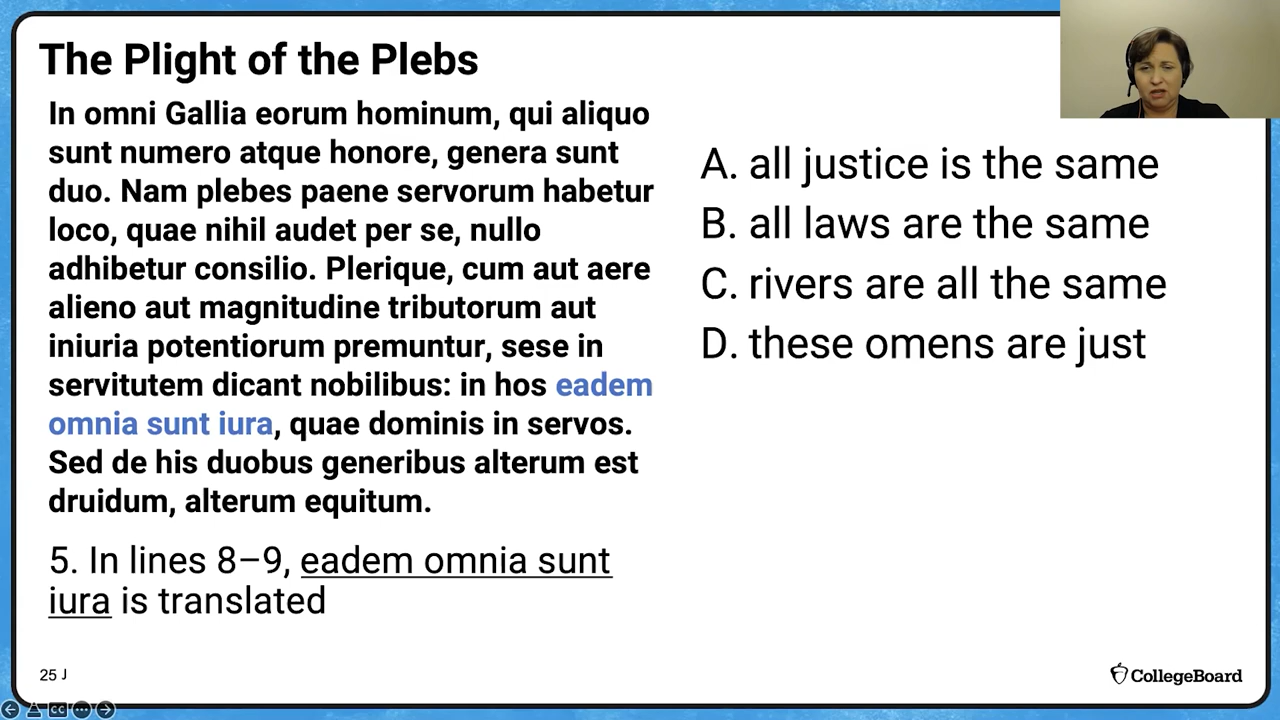 The Plight of the Plebs
In omni Gallia eorum hominum, qui aliquo
sunt numero atque honore, genera sunt
duo. Nam plebes paene servorum habetur
loco, quae nihil audet per se, nullo
adhibetur consilio. Plerique, cum aut aere
alieno aut magnitudine tributorum aut
iniuria potentiorum premuntur, sese in
servitutem dicant nobilibus: in hos eadem
omnia sunt iura, quae dominis in servos.
Sed de his duobus generibus alterum est
druidum, alterum equitum.
5. In lines 8–9, eadem omnia sunt
iura is translated
A. all justice is the same
B. all laws are the same
C. rivers are all the same
D. these omens are just
25 J
CollegeBoard
CC